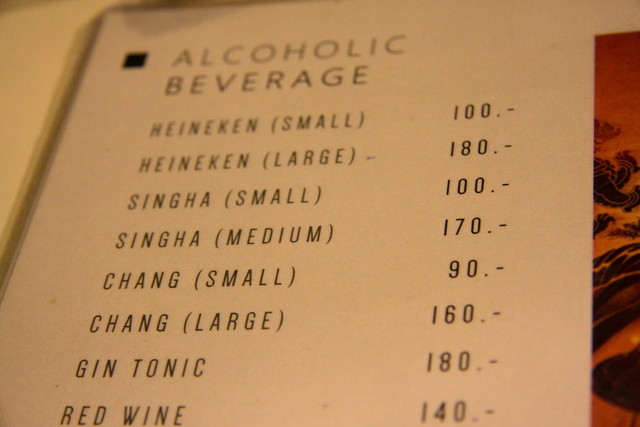 ALCOHOLIC
BEVERAGE
HEINEKEN (SMALL) 100.-
HEINEKEN (LARGE) 180.-
SINGHA (SMALL) 100.-
SINGHA (MEDIUM) 170.-
CHANG (SMALL) 90.-
CHANG (LARGE) 160.-
GIN TONIC 180.-
RED WINE 140.-